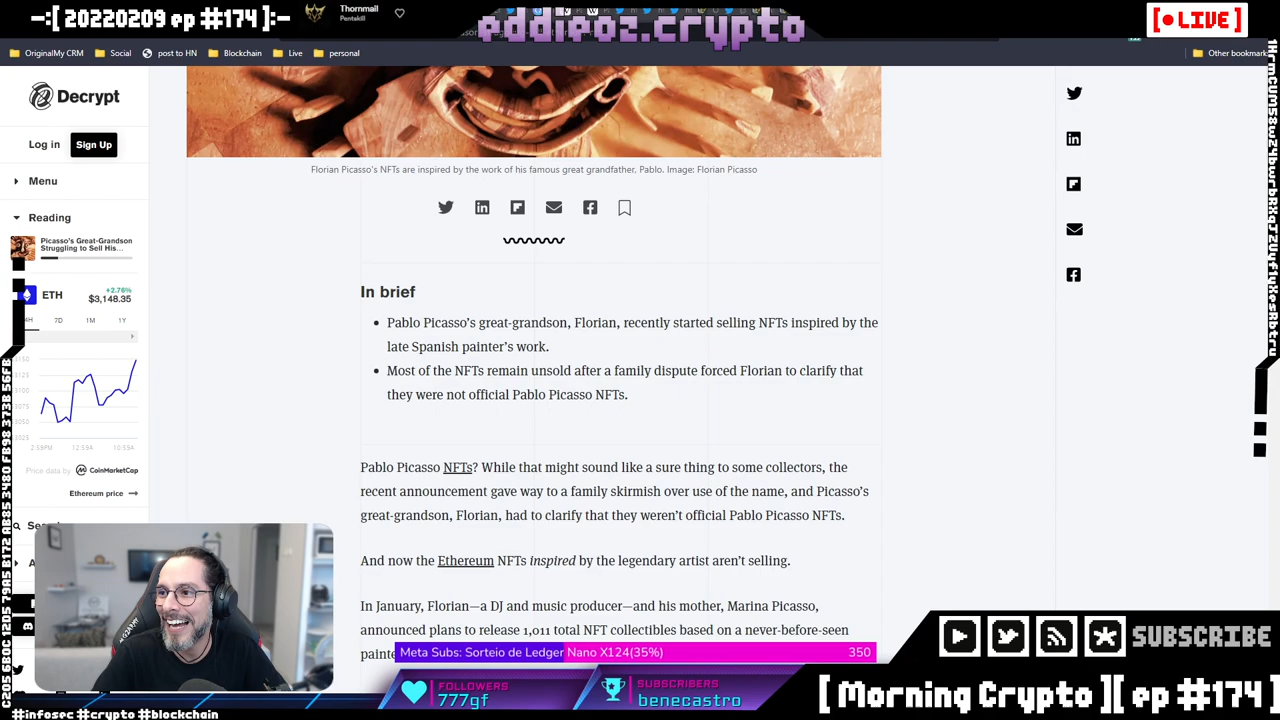 -:[ 20220209 ep #174 ]:-
Thornmall
Pentakill
eddieoz.crypto
[ LIVE ]
OriginalMy CRM
Social
post to HN
Blockchain
Live
personal
Other bookmark
Decrypt
Log in
Sign Up
Menu
Reading
Picasso's Great-Grandson
Struggling to Sell His...
ETH
+2.76%
$3,148.35
7D
1M
1Y
2:59PM
12:59A
10:59A
Price data by
CoinMarketCap
Ethereum price
Florian Picasso's NFTs are inspired by the work of his famous great grandfather, Pablo. Image: Florian Picasso
In brief
Pablo Picasso's great-grandson, Florian, recently started selling NFTs inspired by the
late Spanish painter's work.
Most of the NFTs remain unsold after a family dispute forced Florian to clarify that
they were not official Pablo Picasso NFTs.
Pablo Picasso NFTs? While that might sound like a sure thing to some collectors, the
recent announcement gave way to a family skirmish over use of the name, and Picasso's
great-grandson, Florian, had to clarify that they weren't official Pablo Picasso NFTs.
And now the Ethereum NFTs inspired by the legendary artist aren't selling.
In January, Florian—a DJ and music producer—and his mother, Marina Picasso,
announced plans to release 1,011 total NFT collectibles based on a never-before-seen
Meta Subs: Sorteio de Ledger Nano X124(35%)
350
FOLLOWERS
777gf
SUBSCRIBERS
benecastro
SUBSCRIBE
[ Morning Crypto ][ ep #174 ]
#infosec #crypto #blockchain